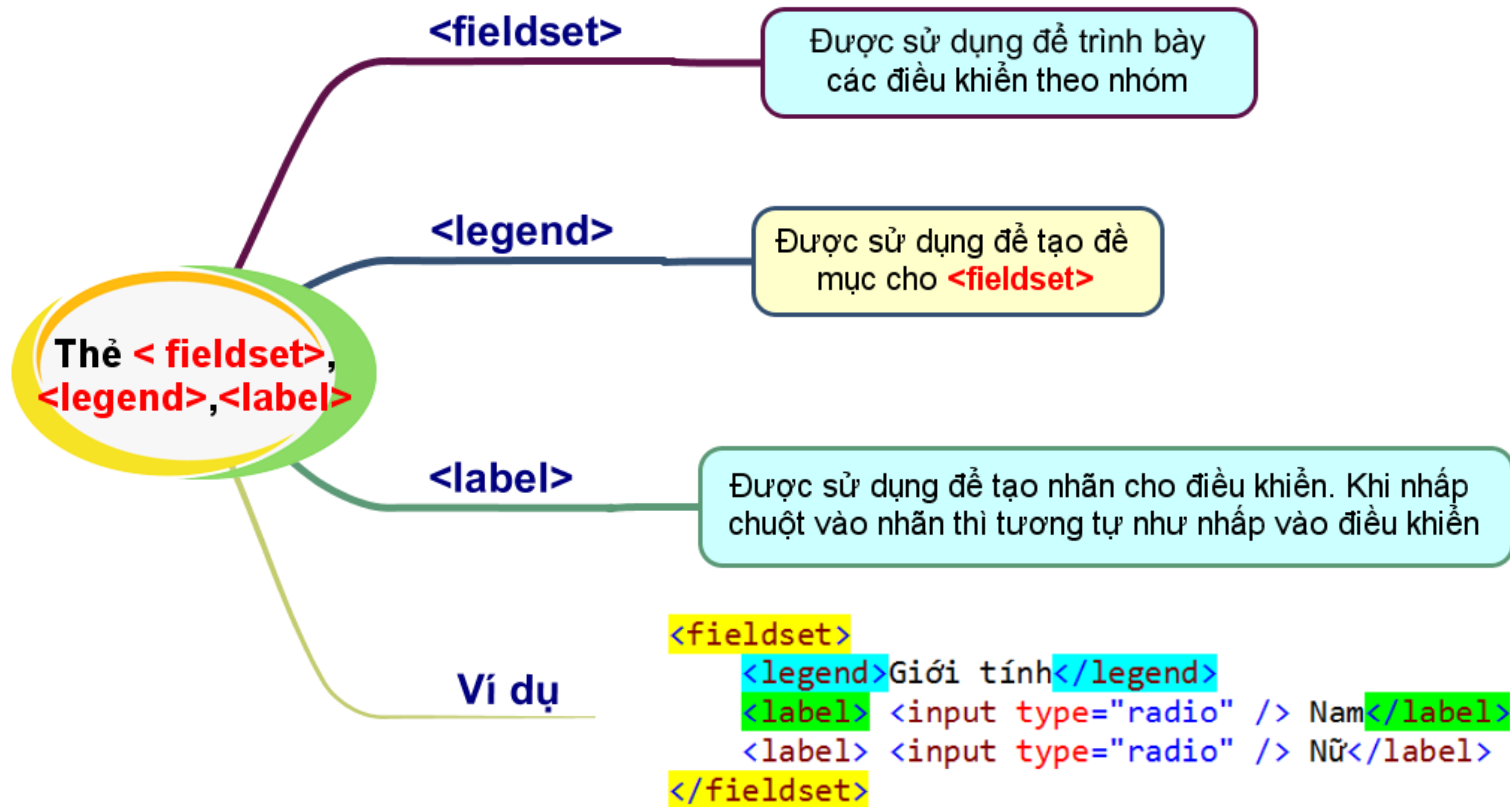 <fieldset>
Được sử dụng để trình bày
các điều khiển theo nhóm
<legend>
Được sử dụng để tạo đề
mục cho <fieldset>
Thẻ < fieldset>,
<legend>,<label>
<label>
Được sử dụng để tạo nhãn cho điều khiển. Khi nhấp
chuột vào nhãn thì tương tự như nhấp vào điều khiển
Ví dụ
<fieldset>
<legend>Giới tính</legend>
<label> <input type="radio" /> Nam</label>
<label> <input type="radio" /> Nữ</label>
</fieldset>